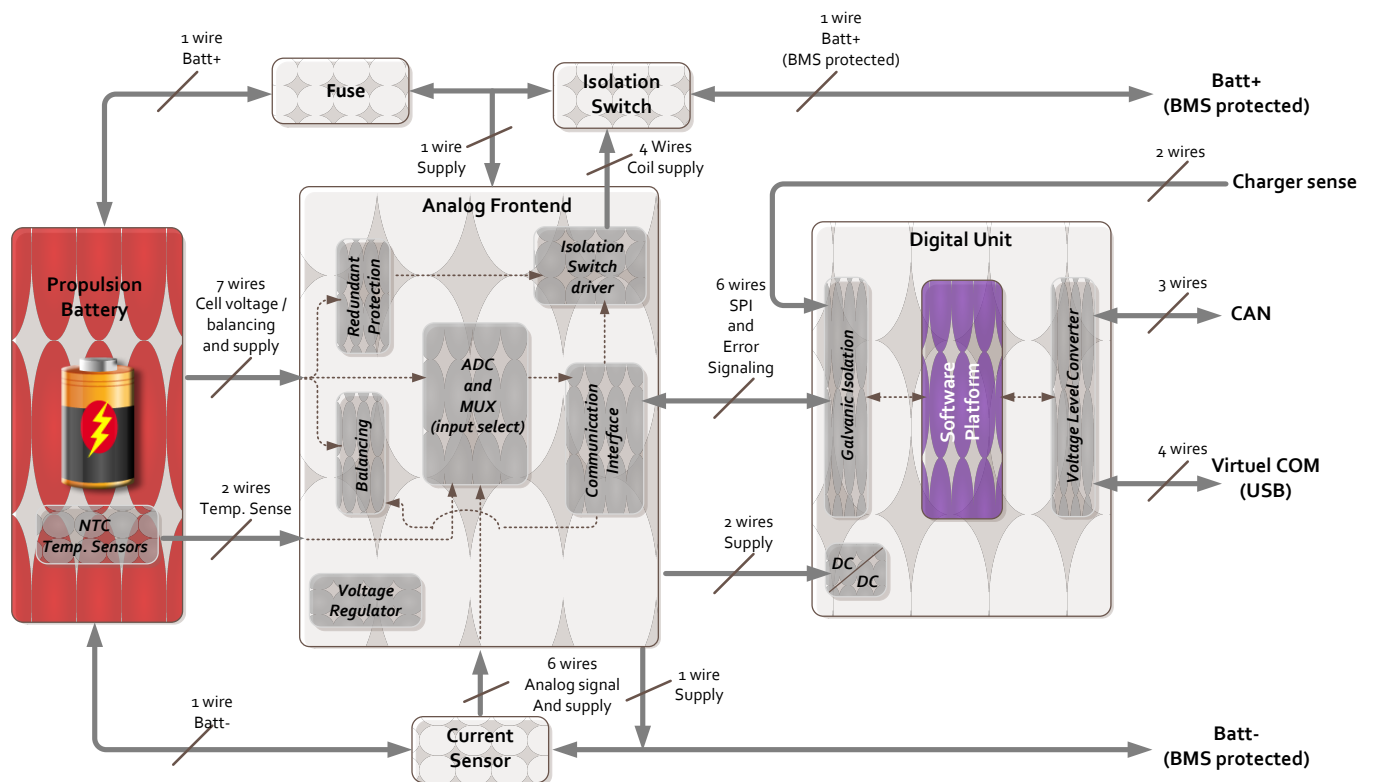 1 wire
Batt+
Fuse
Isolation
Switch
1 wire
Batt+
(BMS protected)
Batt+
(BMS protected)
1 wire
Supply
4 Wires
Coil supply
2 wires
Charger sense
Analog Frontend
Digital Unit
Propulsion
Battery
7 wires
Cell voltage /
balancing
and supply
Redundant
Protection
Isolation
Switch
driver
6 wires
SPI
and
Error
Signaling
3 wires
CAN
ADC
and
MUX
(input select)
Balancing
Communication
Interface
Galvanic Isolation
Software
Platform
Voltage Level Converter
4 wires
Virtuel COM
(USB)
NTC
Temp. Sensors
2 wires
Temp. Sense
2 wires
Supply
DC
DC
Voltage
Regulator
6 wires
Analog signal
And supply
1 wire
Supply
1 wire
Batt-
Current
Sensor
Batt-
(BMS protected)